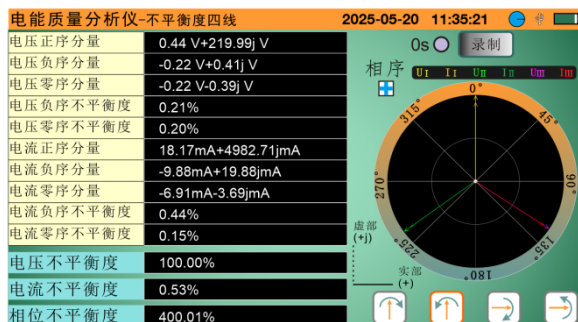 电能质量分析仪-不平衡度四线 2025-05-20 11:35:21
电压正序分量 0.44 V+219.99j V
电压负序分量 -0.22 V+0.41j V
电压零序分量 -0.22 V-0.39j V
电压负序不平衡度 0.21%
电压零序不平衡度 0.20%
电流正序分量 18.17mA+4982.71jmA
电流负序分量 -9.88mA+19.88jmA
电流零序分量 -6.91mA-3.69jmA
电流负序不平衡度 0.44%
电流零序不平衡度 0.15%
电压不平衡度 100.00%
电流不平衡度 0.53%
相位不平衡度 400.01%
0s 录制
相序 UI II UII III UIII IIII
0°
45°
90°
135°
180°
225°
270°
315°
虚部
(+j)
实部
(+)